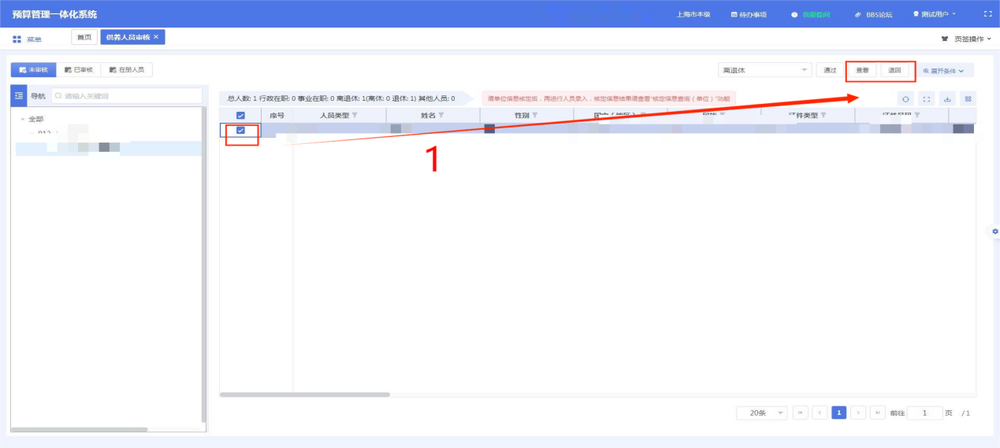 预算管理一体化系统
上海市本级 待办事项 我要提问 BBS论坛 测试用户
菜单 首页 供养人员审核 × 页签操作
未审核 已审核 在册人员 离退休 通过 查看 退回 展开条件
导航 请输入关键词
总人数: 1 行政在职: 0 事业在职: 0 离退休: 1(离休: 0 退休: 1) 其他人员: 0
请单位信息核定后，再进行人员录入，核定信息结果请查看"核定信息查询（单位）"功能
序号 人员类型 姓名 性别 证件类型
全部
1
20条 1 前往 1 页 /1